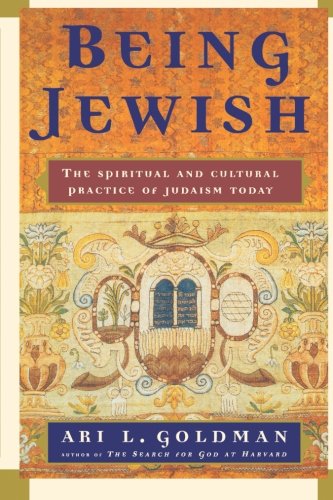 BEING
JEWISH
THE SPIRITUAL AND CULTURAL
PRACTICE OF JUDAISM TODAY
ARI L. GOLDMAN
AUTHOR OF THE SEARCH FOR GOD AT HARVARD